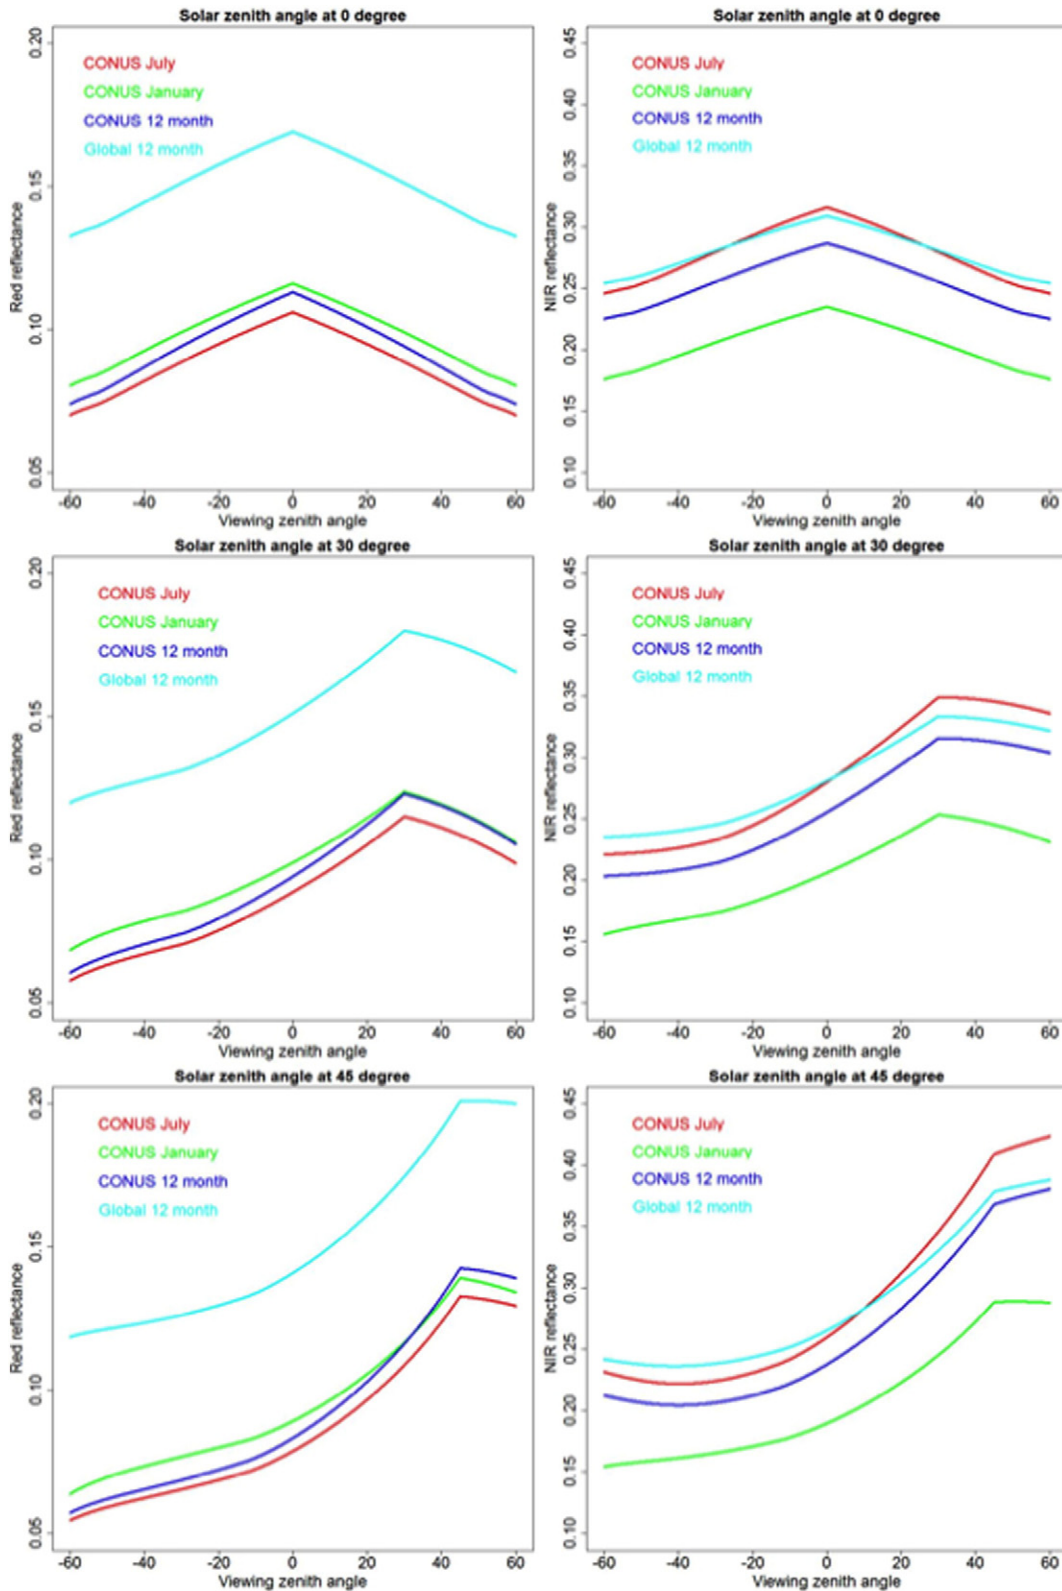 Solar zenith angle at 0 degree
Red reflectance
0.20
0.15
0.10
0.05
CONUS July
CONUS January
CONUS 12 month
Global 12 month
-60 -40 -20 0 20 40 60
Viewing zenith angle
Solar zenith angle at 0 degree
NIR reflectance
0.45
0.40
0.35
0.30
0.25
0.20
0.15
0.10
CONUS July
CONUS January
CONUS 12 month
Global 12 month
-60 -40 -20 0 20 40 60
Viewing zenith angle
Solar zenith angle at 30 degree
Red reflectance
0.20
0.15
0.10
0.05
CONUS July
CONUS January
CONUS 12 month
Global 12 month
-60 -40 -20 0 20 40 60
Viewing zenith angle
Solar zenith angle at 30 degree
NIR reflectance
0.45
0.40
0.35
0.30
0.25
0.20
0.15
0.10
CONUS July
CONUS January
CONUS 12 month
Global 12 month
-60 -40 -20 0 20 40 60
Viewing zenith angle
Solar zenith angle at 45 degree
Red reflectance
0.20
0.15
0.10
0.05
CONUS July
CONUS January
CONUS 12 month
Global 12 month
-60 -40 -20 0 20 40 60
Viewing zenith angle
Solar zenith angle at 45 degree
NIR reflectance
0.45
0.40
0.35
0.30
0.25
0.20
0.15
0.10
CONUS July
CONUS January
CONUS 12 month
Global 12 month
-60 -40 -20 0 20 40 60
Viewing zenith angle